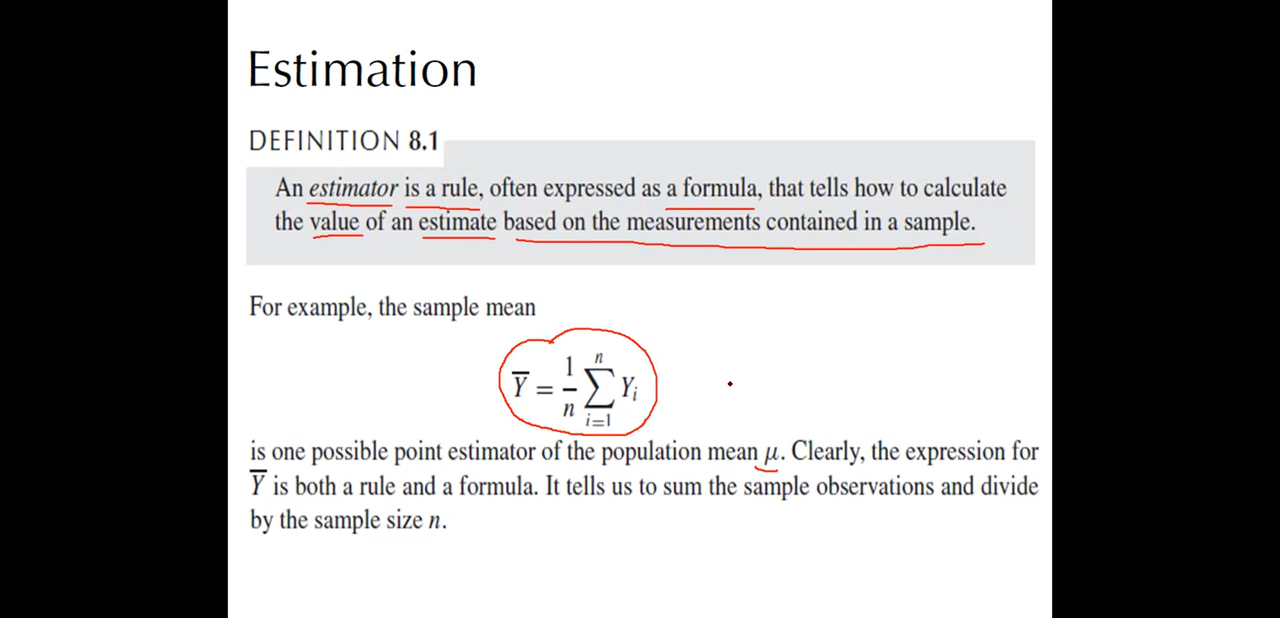 Estimation
DEFINITION 8.1
An estimator is a rule, often expressed as a formula, that tells how to calculate
the value of an estimate based on the measurements contained in a sample.
For example, the sample mean
Y̅ = 1/n ∑_{i=1}^{n} Y_i
is one possible point estimator of the population mean μ. Clearly, the expression for
Y̅ is both a rule and a formula. It tells us to sum the sample observations and divide
by the sample size n.